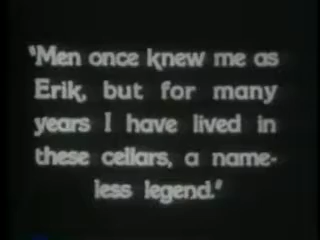 "Men once knew me as
Erik, but for many
years I have lived in
these cellars, a name-
less legend."